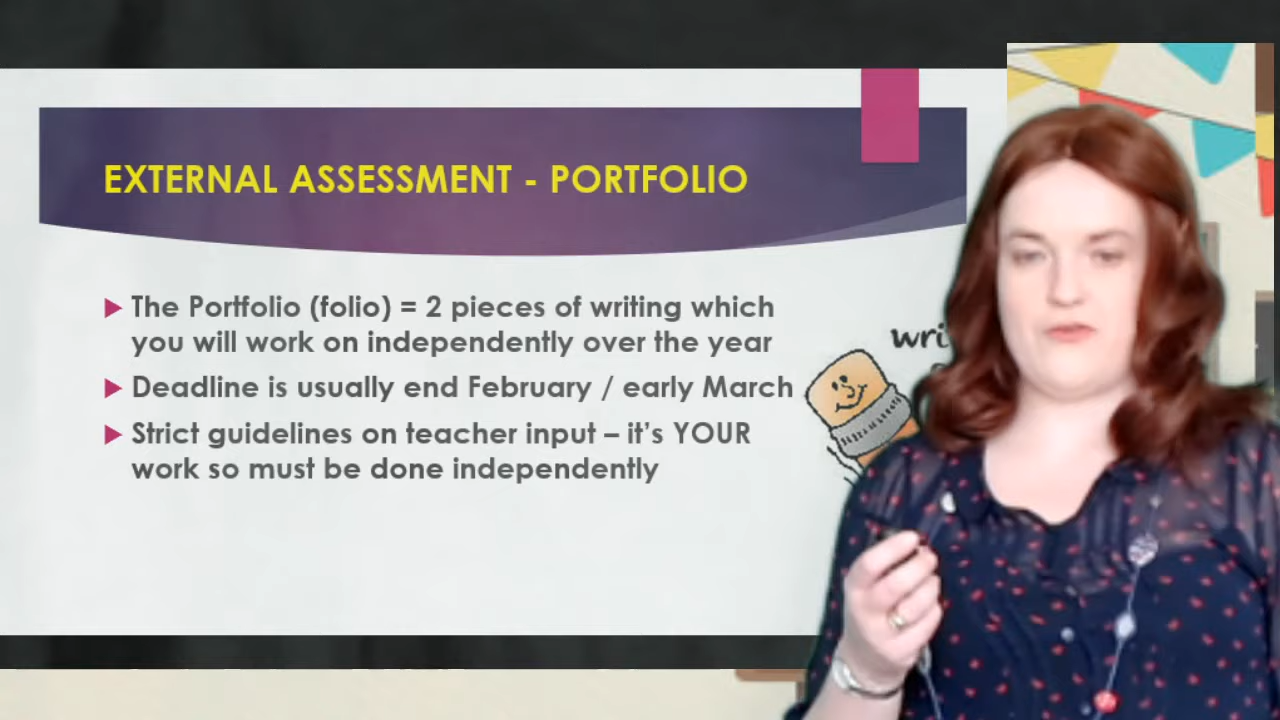 EXTERNAL ASSESSMENT - PORTFOLIO
The Portfolio (folio) = 2 pieces of writing which
you will work on independently over the year
Deadline is usually end February / early March
Strict guidelines on teacher input – it's YOUR
work so must be done independently